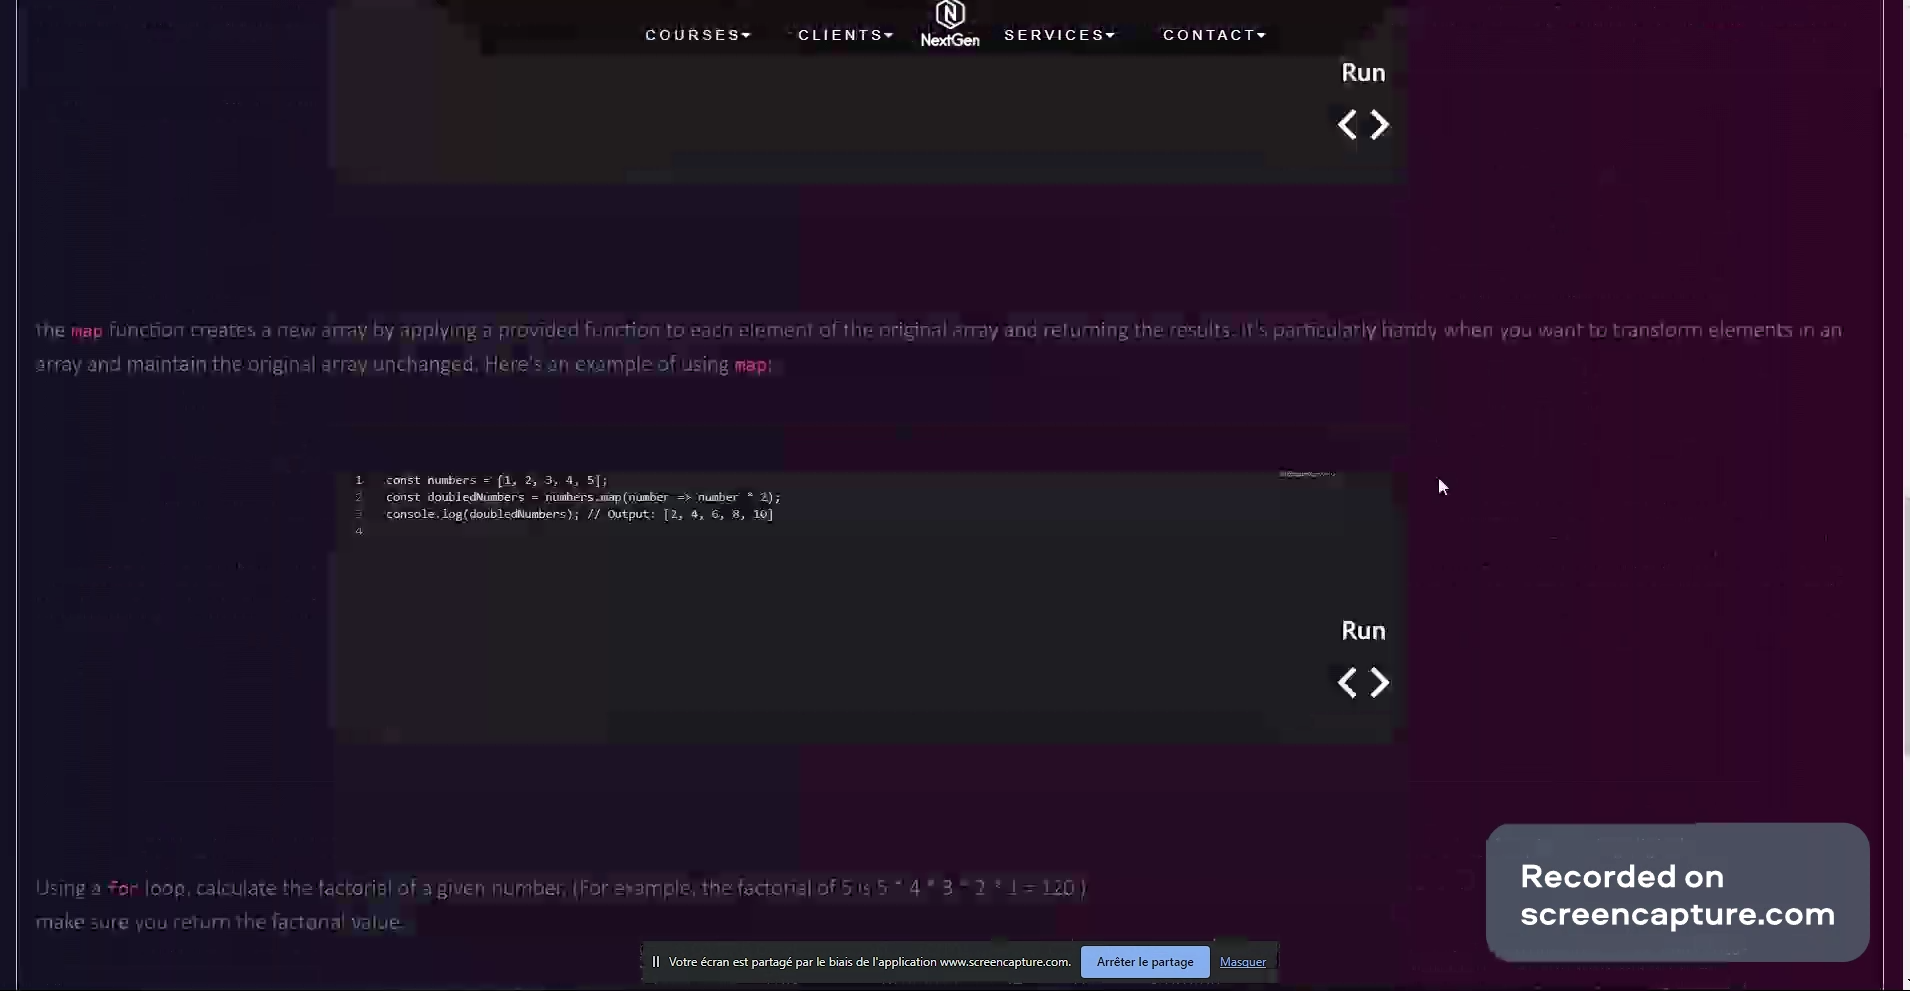 COURSES CLIENTS NextGen SERVICES CONTACT
Run
the map function creates a new array by applying a provided function to each element of the original array and returning the results. It's particularly handy when you want to transform elements in an
array and maintain the original array unchanged. Here's an example of using map:
1 const numbers = [1, 2, 3, 4, 5];
2 const doubledNumbers = numbers.map(number => number * 2);
3 console.log(doubledNumbers); // Output: [2, 4, 6, 8, 10]
4
Run
Using a for loop, calculate the factorial of a given number. (For example, the factorial of 5 is 5 * 4 * 3 * 2 * 1 = 120 )
make sure you return the factorial value.
Recorded on
screencapture.com
Votre écran est partagé par le biais de l'application www.screencapture.com. Arrêter le partage Masquer